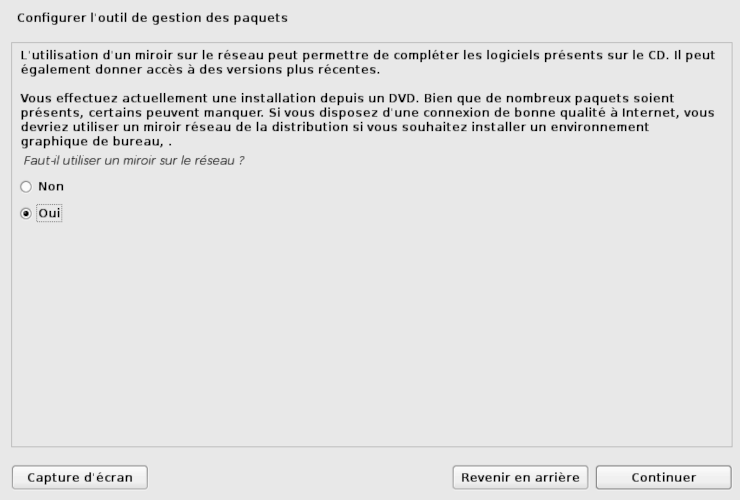 Configurer l'outil de gestion des paquets
L'utilisation d'un miroir sur le réseau peut permettre de compléter les logiciels présents sur le CD. Il peut
également donner accès à des versions plus récentes.
Vous effectuez actuellement une installation depuis un DVD. Bien que de nombreux paquets soient
présents, certains peuvent manquer. Si vous disposez d'une connexion de bonne qualité à Internet, vous
devriez utiliser un miroir réseau de la distribution si vous souhaitez installer un environnement
graphique de bureau, .
Faut-il utiliser un miroir sur le réseau ?
Non
Oui
Capture d'écran
Revenir en arrière
Continuer